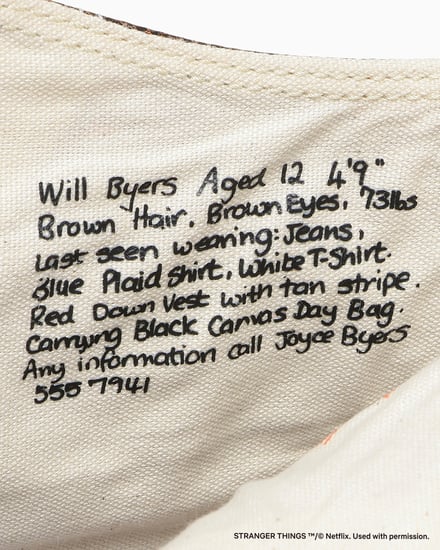 Will Byers Aged 12 4'9"
Brown Hair. Brown Eyes. 73lbs
Last seen wearing: Jeans,
Blue Plaid Shirt, White T-Shirt.
Red Down Vest with tan stripe.
Carrying Black Canvas Day Bag.
Any information call Joyce Byers
555 7941
STRANGER THINGS ™/© Netflix. Used with permission.